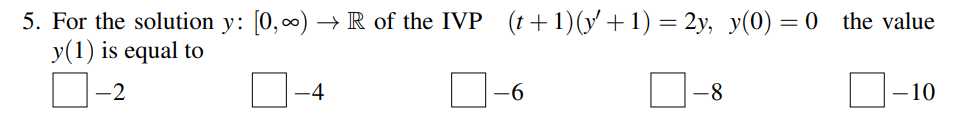 5. For the solution y: [0,∞) → ℝ of the IVP (t+1)(y′+1) = 2y, y(0) = 0 the value
y(1) is equal to
−2 −4 −6 −8 −10